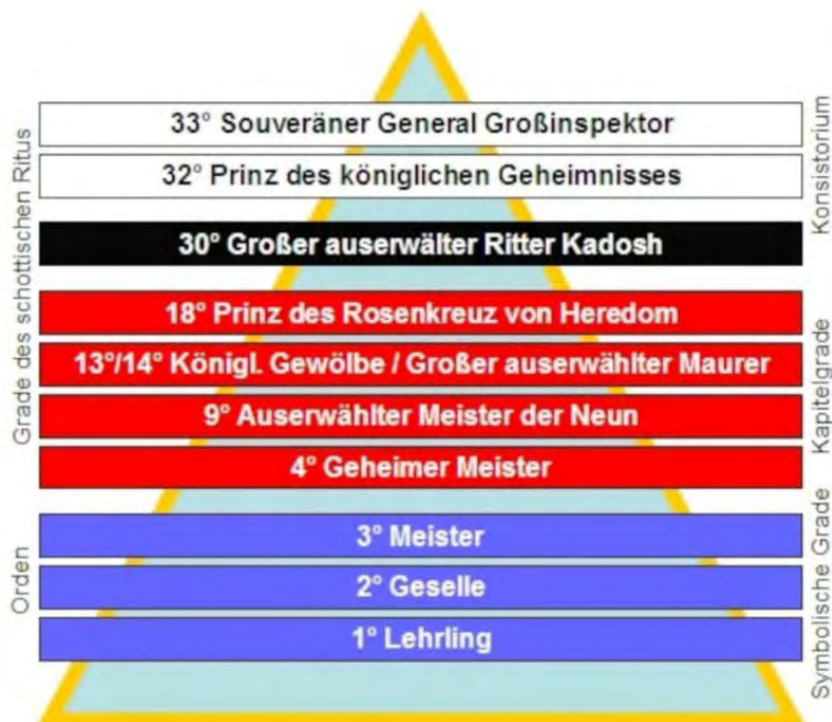 33° Souveräner General Großinspektor
32° Prinz des königlichen Geheimnisses
30° Großer auserwälter Ritter Kadosh
18° Prinz des Rosenkreuz von Heredom
13°/14° Königl. Gewölbe / Großer auserwählter Maurer
9° Auserwählter Meister der Neun
4° Geheimer Meister
3° Meister
2° Geselle
1° Lehrling
Grade des schottischen Ritus
Orden
Konsistorium
Kapitelgrade
Symbolische Grade